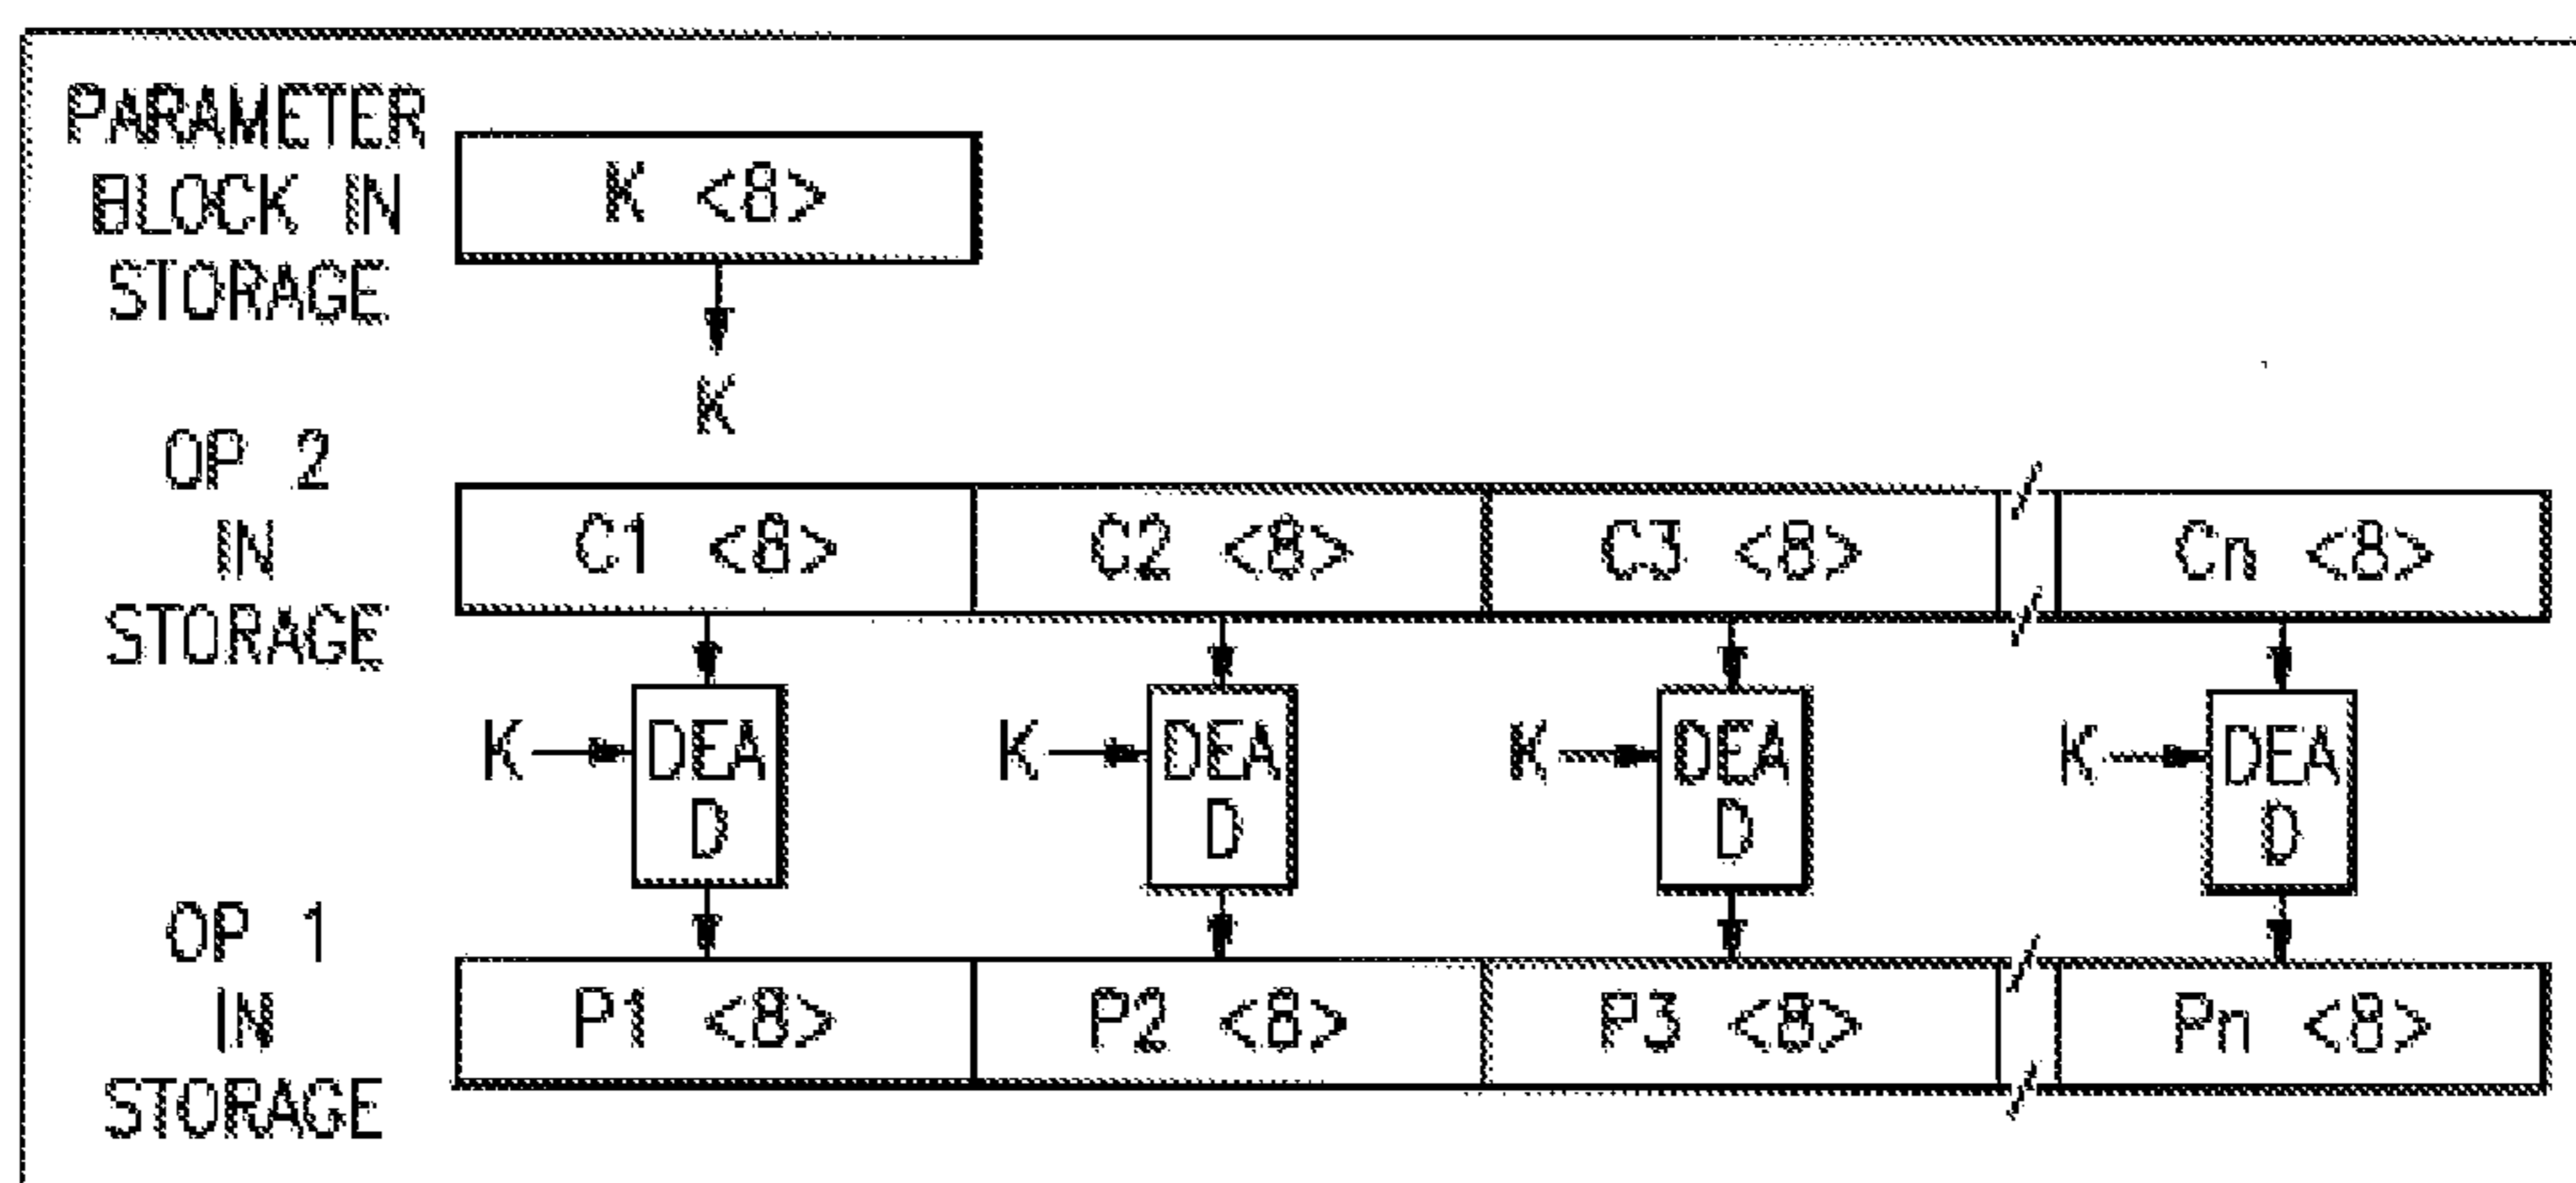 PARAMETER
BLOCK IN
STORAGE
K <8>
K
OP 2
IN
STORAGE
C1 <8> C2 <8> C3 <8> Cn <8>
K DEA K DEA K DEA K DEA
D D D D
OP 1
IN
STORAGE
P1 <8> P2 <8> P3 <8> Pn <8>